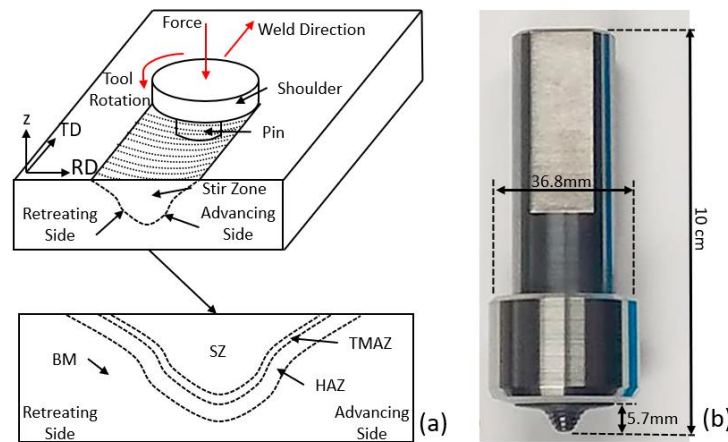 Force
Weld Direction
Tool
Rotation
Shoulder
Pin
z
TD
RD
Stir Zone
Retreating
Side
Advancing
Side
BM
SZ
TMAZ
HAZ
Retreating
Side
Advancing
Side
(a)
36.8mm
10 cm
5.7mm
(b)